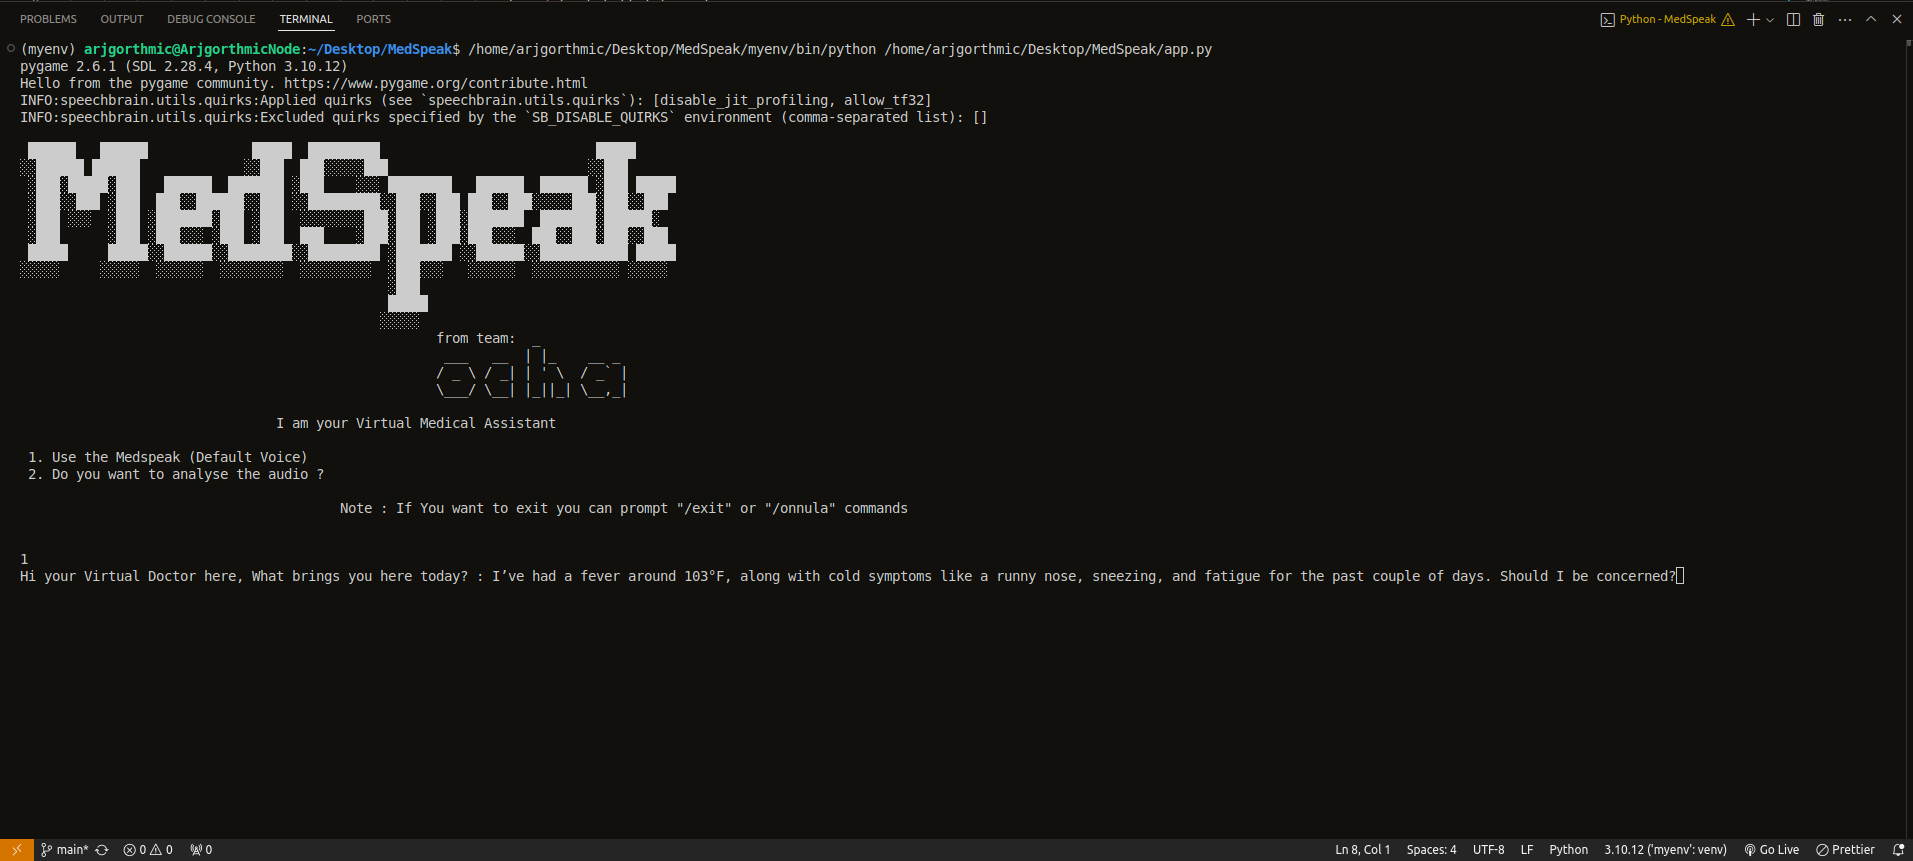 PROBLEMS OUTPUT DEBUG CONSOLE TERMINAL PORTS Python - MedSpeak
(myenv) arjgorthmic@ArjgorthmicNode:~/Desktop/MedSpeak$ /home/arjgorthmic/Desktop/MedSpeak/myenv/bin/python /home/arjgorthmic/Desktop/MedSpeak/app.py
pygame 2.6.1 (SDL 2.28.4, Python 3.10.12)
Hello from the pygame community. https://www.pygame.org/contribute.html
INFO:speechbrain.utils.quirks:Applied quirks (see `speechbrain.utils.quirks`): [disable_jit_profiling, allow_tf32]
INFO:speechbrain.utils.quirks:Excluded quirks specified by the `SB_DISABLE_QUIRKS` environment (comma-separated list): []
MedSpeak
from team:
ocha
I am your Virtual Medical Assistant
1. Use the Medspeak (Default Voice)
2. Do you want to analyse the audio ?
Note : If You want to exit you can prompt "/exit" or "/onnula" commands
1
Hi your Virtual Doctor here, What brings you here today? : I’ve had a fever around 103°F, along with cold symptoms like a runny nose, sneezing, and fatigue for the past couple of days. Should I be concerned?
main* 0 0 0 Ln 8, Col 1 Spaces: 4 UTF-8 LF Python 3.10.12 ('myenv': venv) Go Live Prettier